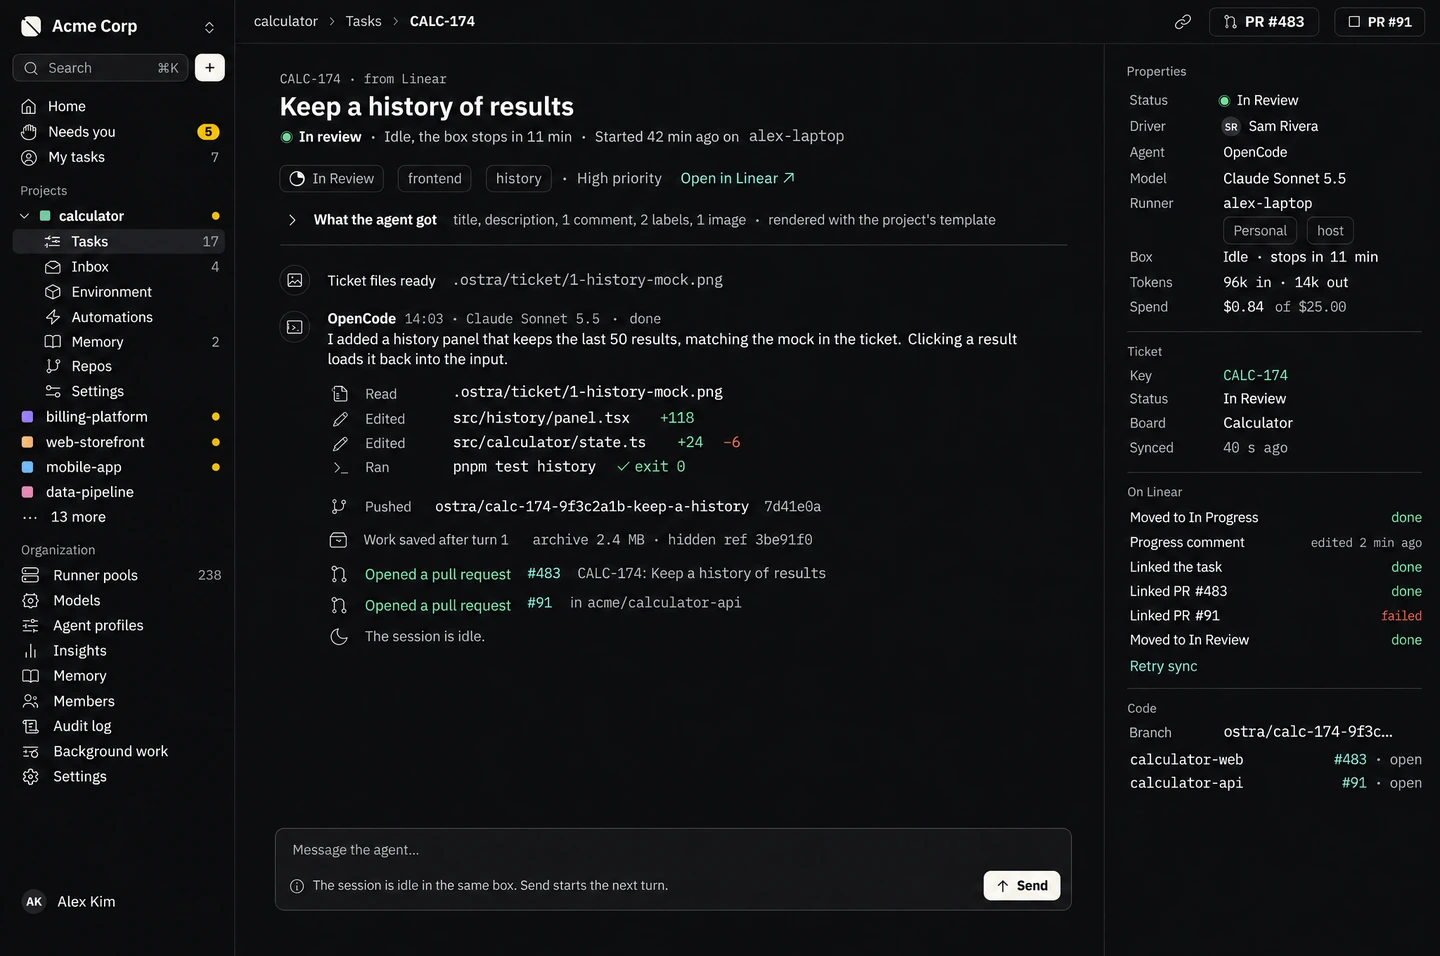 Acme Corp
Search ⌘K +
Home
Needs you 5
My tasks 7
Projects
calculator
Tasks 17
Inbox 4
Environment
Automations
Memory 2
Repos
Settings
billing-platform
web-storefront
mobile-app
data-pipeline
··· 13 more
Organization
Runner pools 238
Models
Agent profiles
Insights
Memory
Members
Audit log
Background work
Settings
AK Alex Kim
calculator > Tasks > CALC-174
PR #483
PR #91
CALC-174 · from Linear
Keep a history of results
In review · Idle, the box stops in 11 min · Started 42 min ago on alex-laptop
In Review frontend history · High priority Open in Linear ↗
What the agent got title, description, 1 comment, 2 labels, 1 image · rendered with the project's template
Ticket files ready .ostra/ticket/1-history-mock.png
OpenCode 14:03 · Claude Sonnet 5.5 · done
I added a history panel that keeps the last 50 results, matching the mock in the ticket. Clicking a result
loads it back into the input.
Read .ostra/ticket/1-history-mock.png
Edited src/history/panel.tsx +118
Edited src/calculator/state.ts +24 −6
Ran pnpm test history ✓ exit 0
Pushed ostra/calc-174-9f3c2a1b-keep-a-history 7d41e0a
Work saved after turn 1 archive 2.4 MB · hidden ref 3be91f0
Opened a pull request #483 CALC-174: Keep a history of results
Opened a pull request #91 in acme/calculator-api
The session is idle.
Message the agent...
The session is idle in the same box. Send starts the next turn.
↑ Send
Properties
Status In Review
Driver SR Sam Rivera
Agent OpenCode
Model Claude Sonnet 5.5
Runner alex-laptop
Personal host
Box Idle · stops in 11 min
Tokens 96k in · 14k out
Spend $0.84 of $25.00
Ticket
Key CALC-174
Status In Review
Board Calculator
Synced 40 s ago
On Linear
Moved to In Progress done
Progress comment edited 2 min ago
Linked the task done
Linked PR #483 done
Linked PR #91 failed
Moved to In Review done
Retry sync
Code
Branch ostra/calc-174-9f3c...
calculator-web #483 · open
calculator-api #91 · open